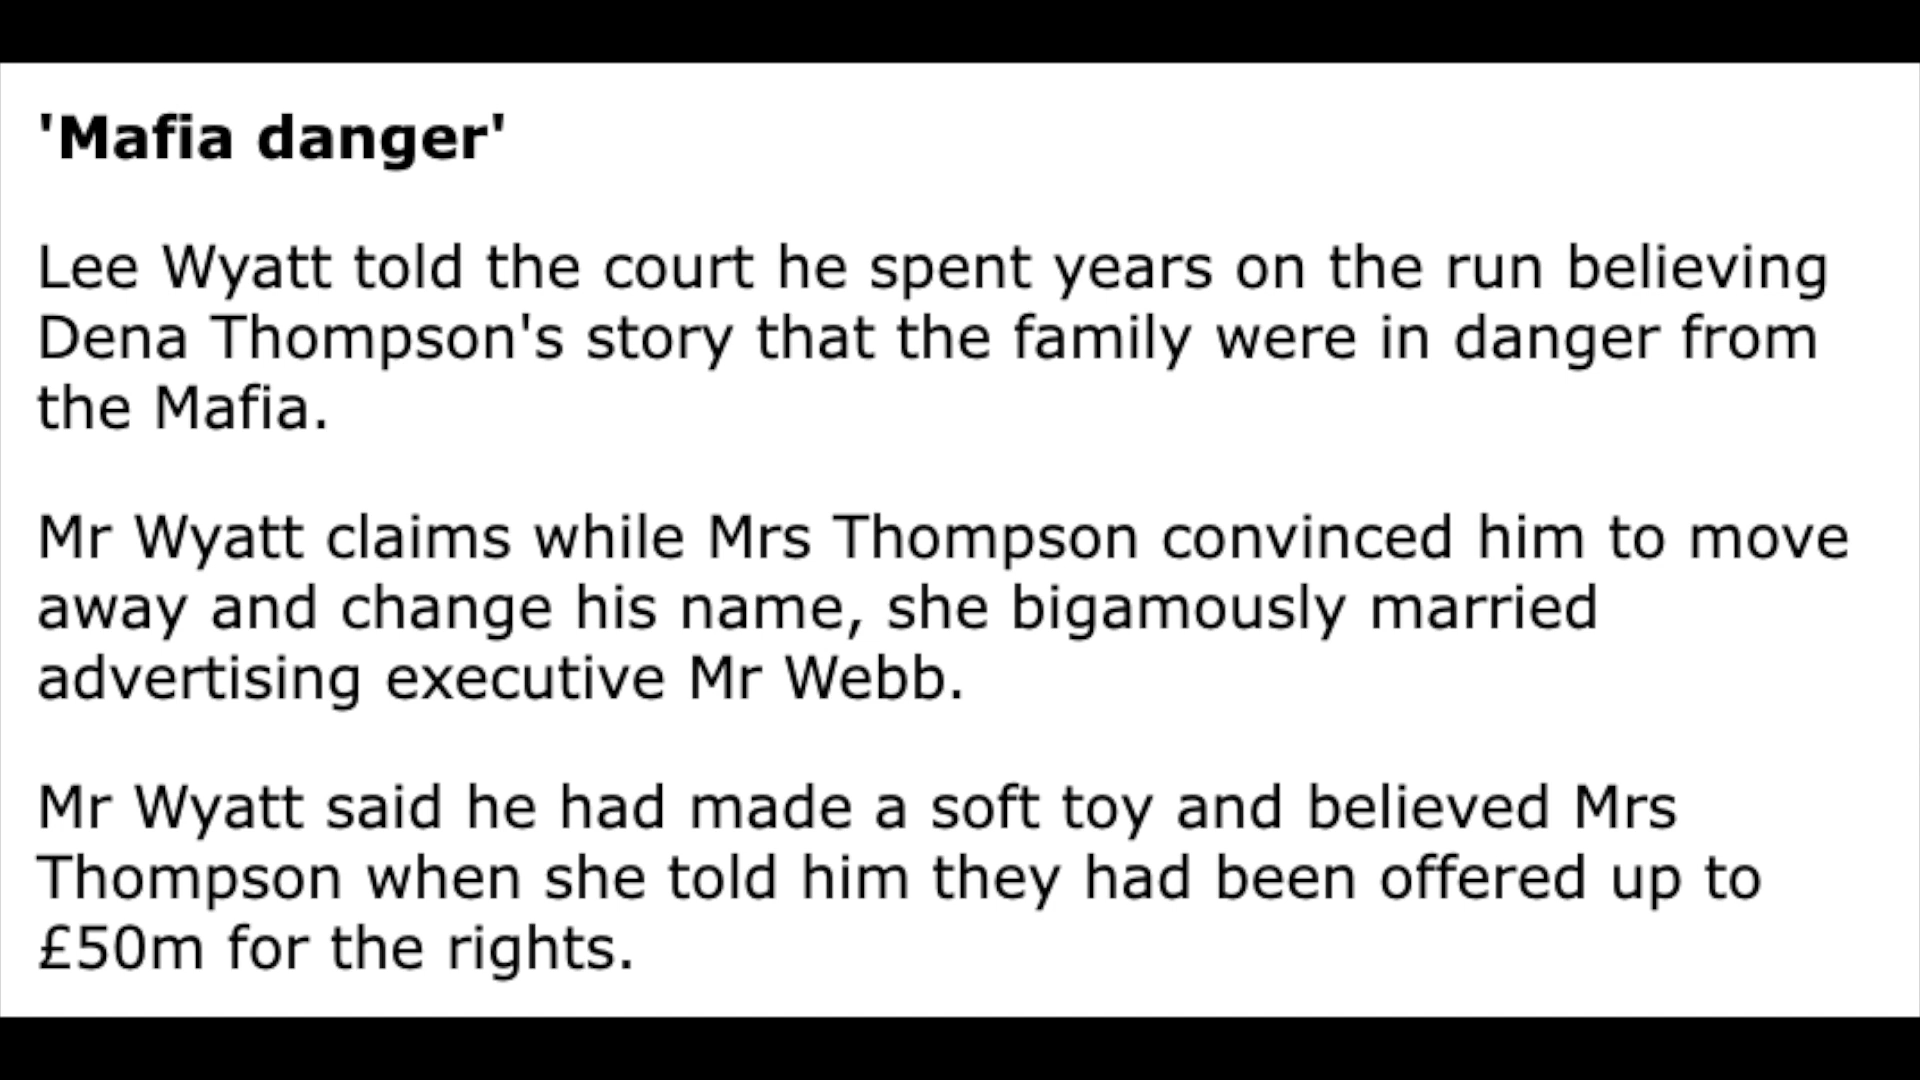 'Mafia danger'
Lee Wyatt told the court he spent years on the run believing
Dena Thompson's story that the family were in danger from
the Mafia.
Mr Wyatt claims while Mrs Thompson convinced him to move
away and change his name, she bigamously married
advertising executive Mr Webb.
Mr Wyatt said he had made a soft toy and believed Mrs
Thompson when she told him they had been offered up to
£50m for the rights.